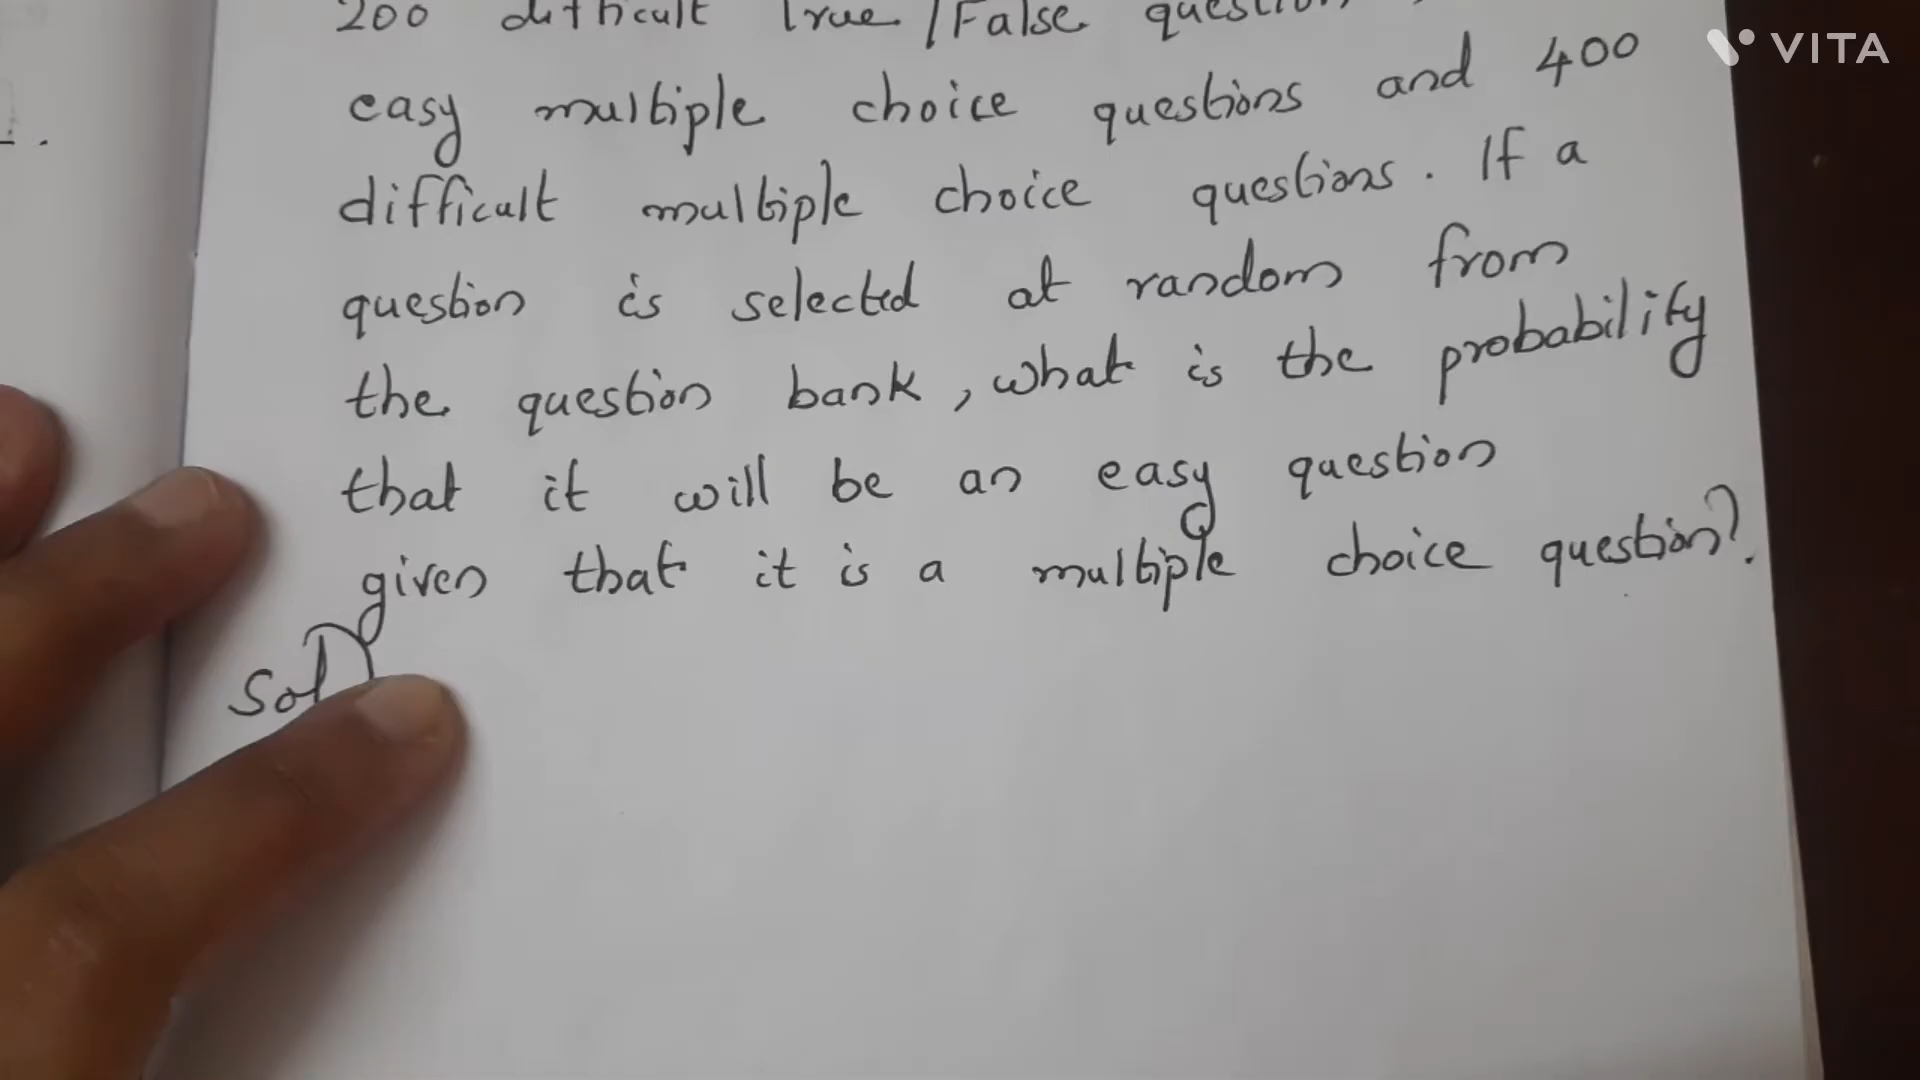 200 difficult True/False question
easy multiple choice questions and 400
difficult multiple choice questions. If a
question is selected at random from
the question bank, what is the probability
that it will be an easy question
given that it is a multiple choice question?.
Sol
VITA